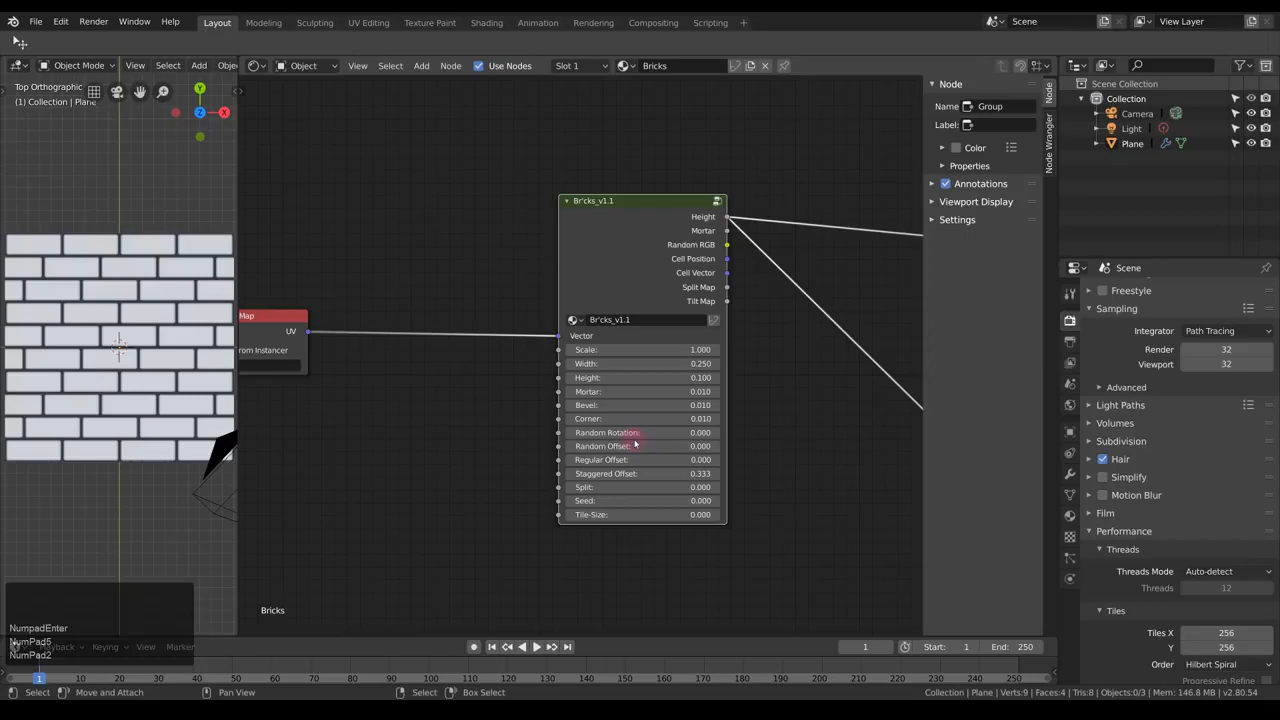 File Edit Render Window Help
Layout Modeling Sculpting UV Editing Texture Paint Shading Animation Rendering Compositing Scripting +
Scene
View Layer
Object Mode View Select Add Obje
Object View Select Add Node Use Nodes Slot 1 Bricks
Top Orthographic
(1) Collection | Plane
X
Y
Z
Map
UV
rom Instancer
Br'cks_v1.1
Height
Mortar
Random RGB
Cell Position
Cell Vector
Split Map
Tilt Map
Br'cks_v1.1
Vector
Scale: 1.000
Width: 0.250
Height: 0.100
Mortar: 0.010
Bevel: 0.010
Corner: 0.010
Random Rotation: 0.000
Random Offset: 0.000
Regular Offset: 0.000
Staggered Offset: 0.333
Split: 0.000
Seed: 0.000
Tile-Size: 0.000
Bricks
Node
Name Group
Label:
Color
Properties
Annotations
Viewport Display
Settings
Node
Node Wrangler
Scene Collection
Collection
Camera
Light
Plane
Scene
Freestyle
Sampling
Integrator Path Tracing
Render 32
Viewport 32
Advanced
Light Paths
Volumes
Subdivision
Hair
Simplify
Motion Blur
Film
Performance
Threads
Threads Mode Auto-detect
Threads 12
Tiles
Tiles X 256
Y 256
Order Hilbert Spiral
NumpadEnter
NumPad5
NumPad2
Playback Keying View Marker
1 Start: 1 End: 250
1 10 20 30 40 50 60 70 80 90 100 110 120 130 140 150 160 170 180 190 200 210 220 230 240 250
Select Move and Attach Pan View Select Box Select
Collection | Plane | Verts:9 | Faces:4 | Tris:8 | Objects:0/3 | Mem: 146.8 MB | v2.80.54